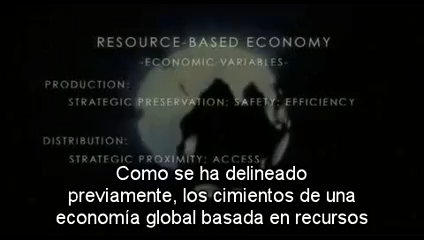 RESOURCE-BASED ECONOMY
-ECONOMIC VARIABLES-
PRODUCTION:
STRATEGIC PRESERVATION; SAFETY; EFFICIENCY
DISTRIBUTION:
STRATEGIC PROXIMITY; ACCESS
Como se ha delineado
previamente, los cimientos de una
economía global basada en recursos